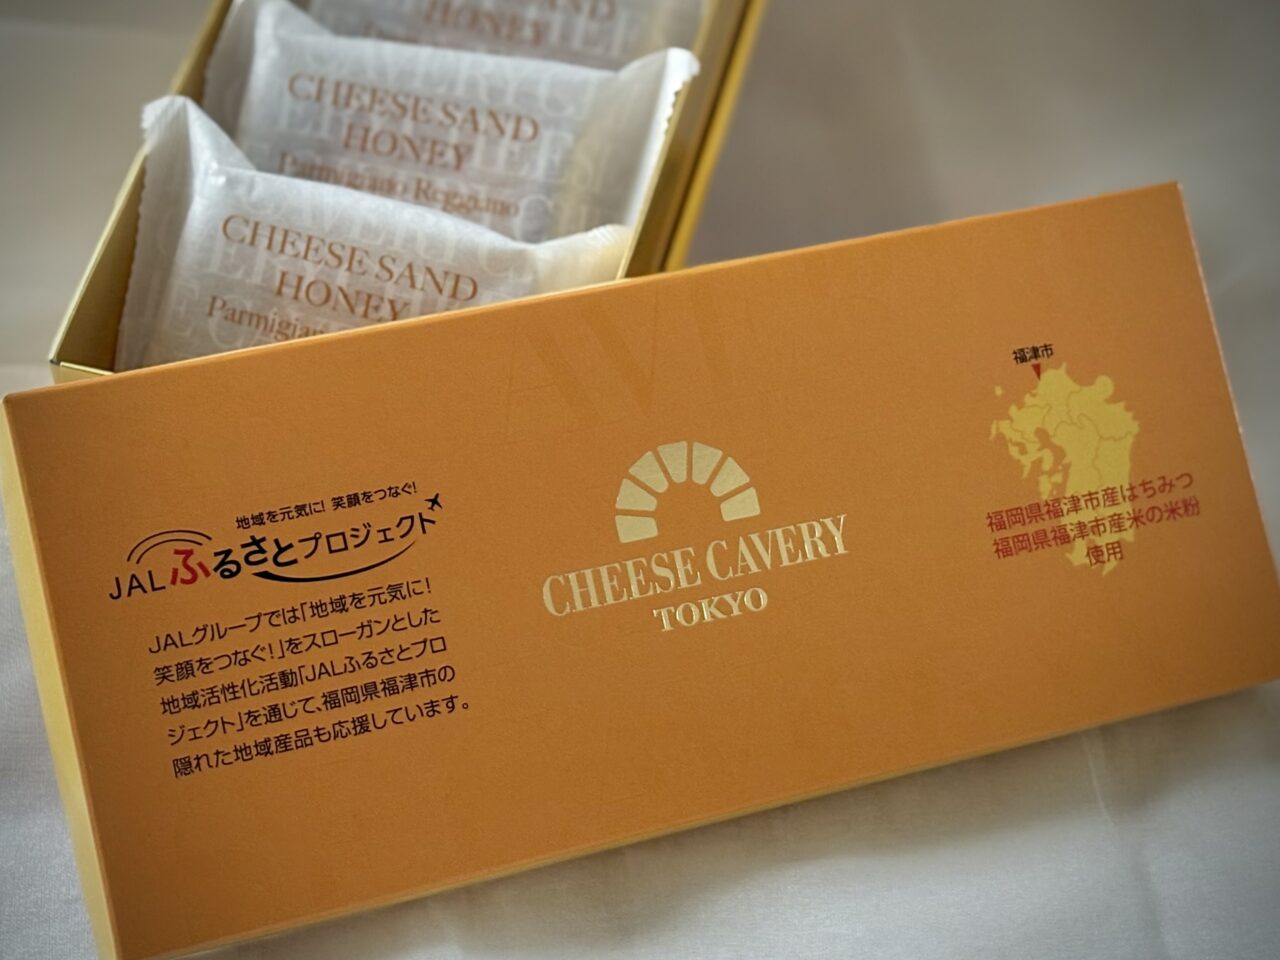 HONEY
CHEESE SAND
HONEY
Parmigiano Reggiano
CHEESE SAND
HONEY
地域を元気に! 笑顔をつなぐ!
JALふるさとプロジェクト
JALグループでは「地域を元気に!
笑顔をつなぐ!」をスローガンとした
地域活性化活動「JALふるさとプロ
ジェクト」を通じて、福岡県福津市の
隠れた地域産品も応援しています。
CHEESE CAVERY
TOKYO
福津市
福岡県福津市産はちみつ
福岡県福津市産米の米粉
使用